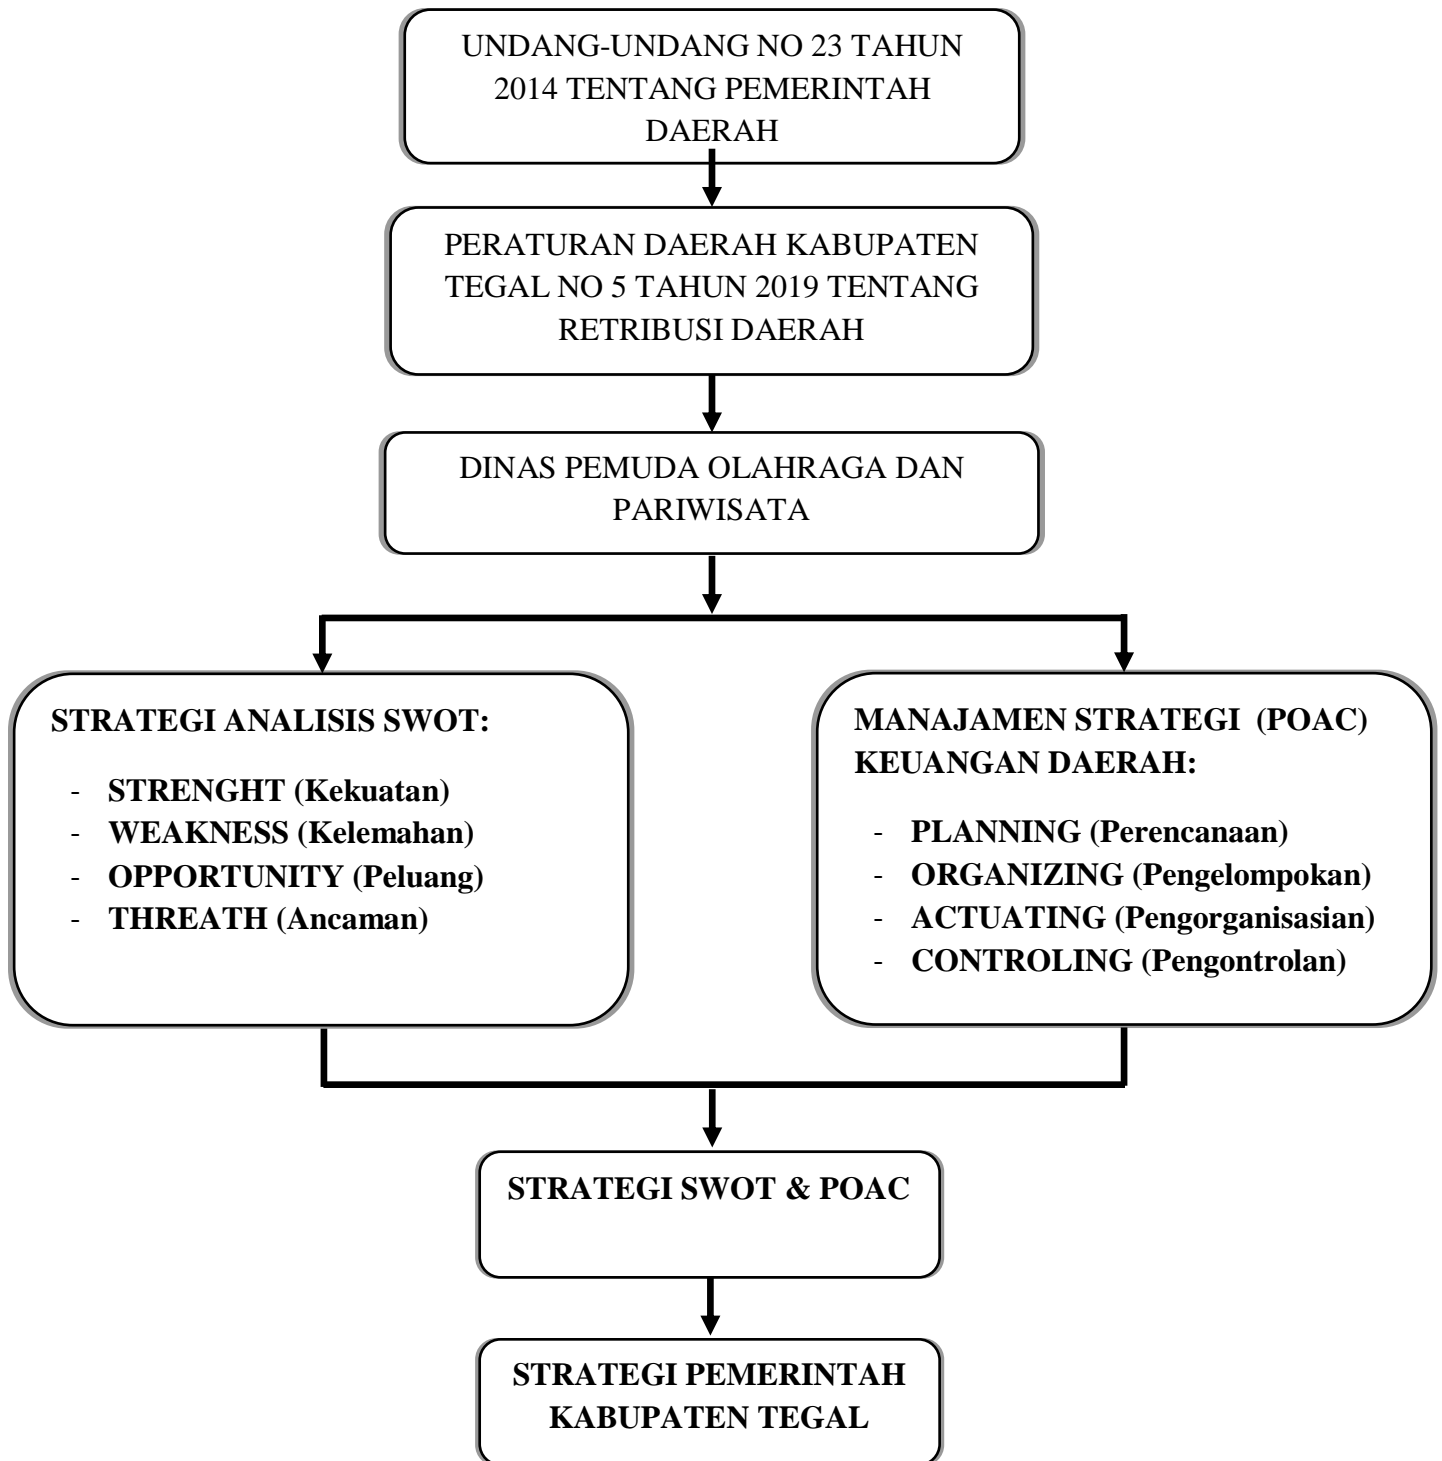 UNDANG-UNDANG NO 23 TAHUN
2014 TENTANG PEMERINTAH
DAERAH
PERATURAN DAERAH KABUPATEN
TEGAL NO 5 TAHUN 2019 TENTANG
RETRIBUSI DAERAH
DINAS PEMUDA OLAHRAGA DAN
PARIWISATA
STRATEGI ANALISIS SWOT:
- STRENGHT (Kekuatan)
- WEAKNESS (Kelemahan)
- OPPORTUNITY (Peluang)
- THREATH (Ancaman)
MANAJAMEN STRATEGI (POAC)
KEUANGAN DAERAH:
- PLANNING (Perencanaan)
- ORGANIZING (Pengelompokan)
- ACTUATING (Pengorganisasian)
- CONTROLING (Pengontrolan)
STRATEGI SWOT & POAC
STRATEGI PEMERINTAH
KABUPATEN TEGAL